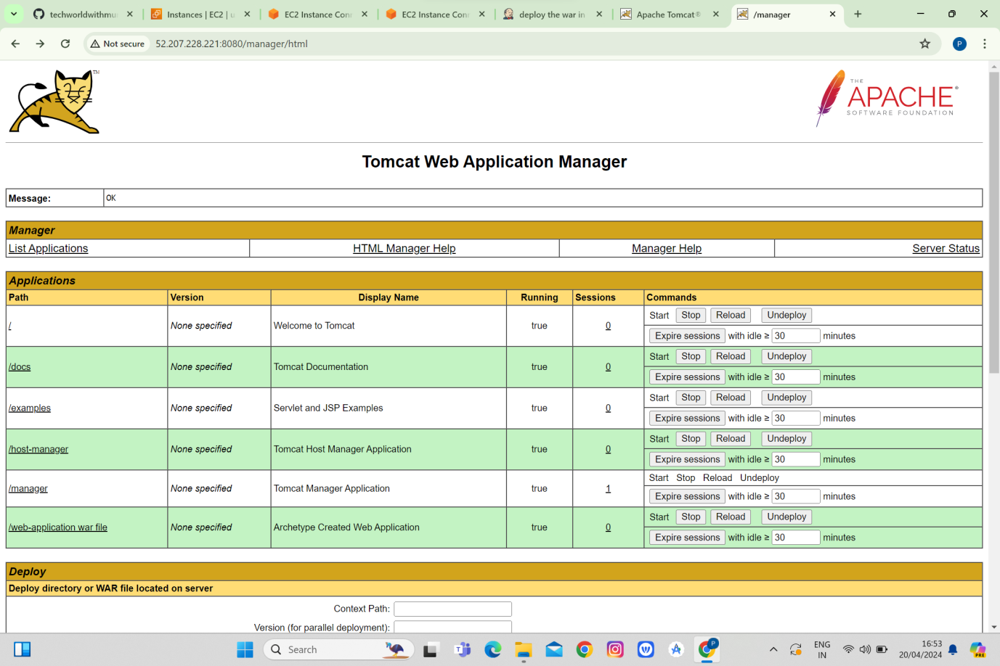 techworldwithmu
Instances | EC2 | u
EC2 Instance Conn
EC2 Instance Conn
deploy the war in
Apache Tomcat®
/manager
Not secure
52.207.228.221:8080/manager/html
P
TM
THE
APACHE®
SOFTWARE FOUNDATION
Tomcat Web Application Manager
Message: OK
Manager
List Applications HTML Manager Help Manager Help Server Status
Applications
Path Version Display Name Running Sessions Commands
/ None specified Welcome to Tomcat true 0 Start Stop Reload Undeploy
Expire sessions with idle ≥ 30 minutes
/docs None specified Tomcat Documentation true 0 Start Stop Reload Undeploy
Expire sessions with idle ≥ 30 minutes
/examples None specified Servlet and JSP Examples true 0 Start Stop Reload Undeploy
Expire sessions with idle ≥ 30 minutes
/host-manager None specified Tomcat Host Manager Application true 0 Start Stop Reload Undeploy
Expire sessions with idle ≥ 30 minutes
/manager None specified Tomcat Manager Application true 1 Start Stop Reload Undeploy
Expire sessions with idle ≥ 30 minutes
/web-application war file None specified Archetype Created Web Application true 0 Start Stop Reload Undeploy
Expire sessions with idle ≥ 30 minutes
Deploy
Deploy directory or WAR file located on server
Context Path:
Version (for parallel deployment):
Search
P
ENG
IN
16:53
20/04/2024
PRE